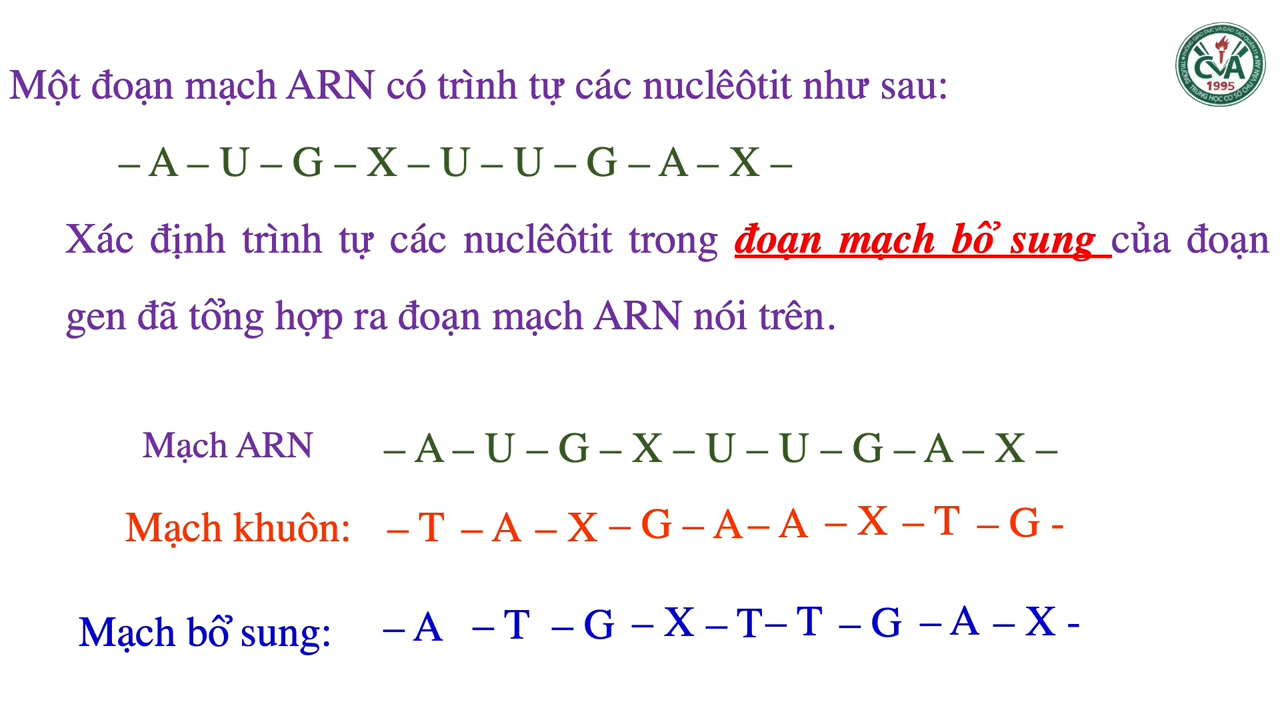 Một đoạn mạch ARN có trình tự các nuclêôtit như sau:
– A – U – G – X – U – U – G – A – X –
Xác định trình tự các nuclêôtit trong đoạn mạch bổ sung của đoạn
gen đã tổng hợp ra đoạn mạch ARN nói trên.
Mạch ARN – A – U – G – X – U – U – G – A – X –
Mạch khuôn: – T – A – X – G – A – A – X – T – G -
Mạch bổ sung: – A – T – G – X – T – T – G – A – X -
CVA
1995